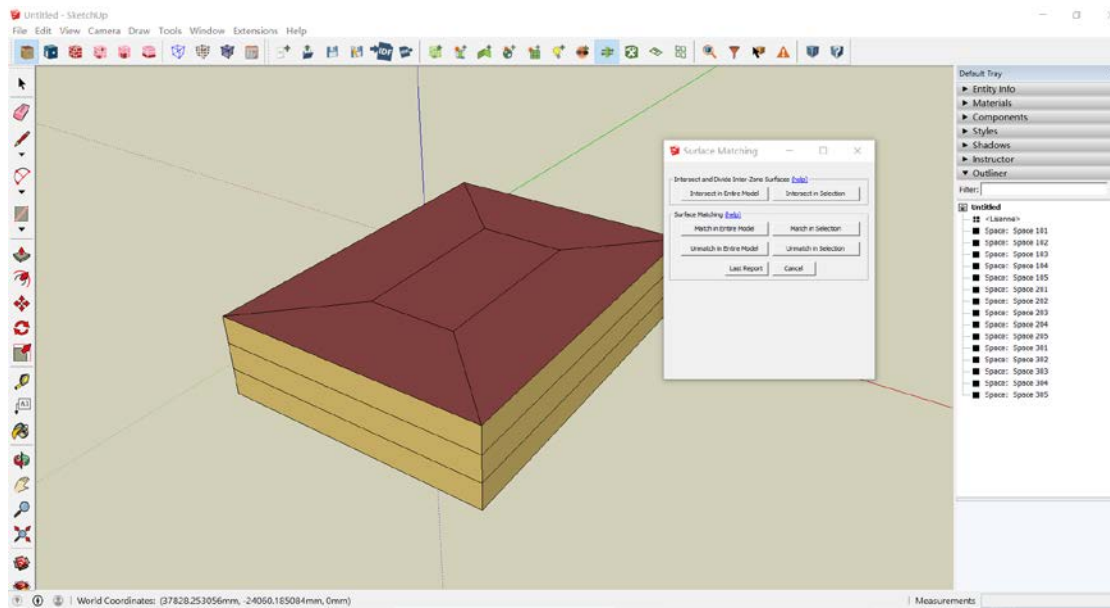 Untitled - SketchUp
File Edit View Camera Draw Tools Window Extensions Help
IDF
Default Tray
Entity Info
Materials
Components
Styles
Shadows
Instructor
Outliner
Filter:
Untitled
<Lisanne>
Space: Space 101
Space: Space 102
Space: Space 103
Space: Space 104
Space: Space 105
Space: Space 201
Space: Space 202
Space: Space 203
Space: Space 204
Space: Space 205
Space: Space 301
Space: Space 302
Space: Space 303
Space: Space 304
Space: Space 305
Surface Matching
Intersect and Divide Inter-Zone Surfaces (help)
Intersect in Entire Model Intersect in Selection
Surface Matching (help)
Match in Entire Model Match in Selection
Unmatch in Entire Model Unmatch in Selection
Last Report Cancel
World Coordinates: (37828.253056mm, -24060.185084mm, 0mm)
Measurements